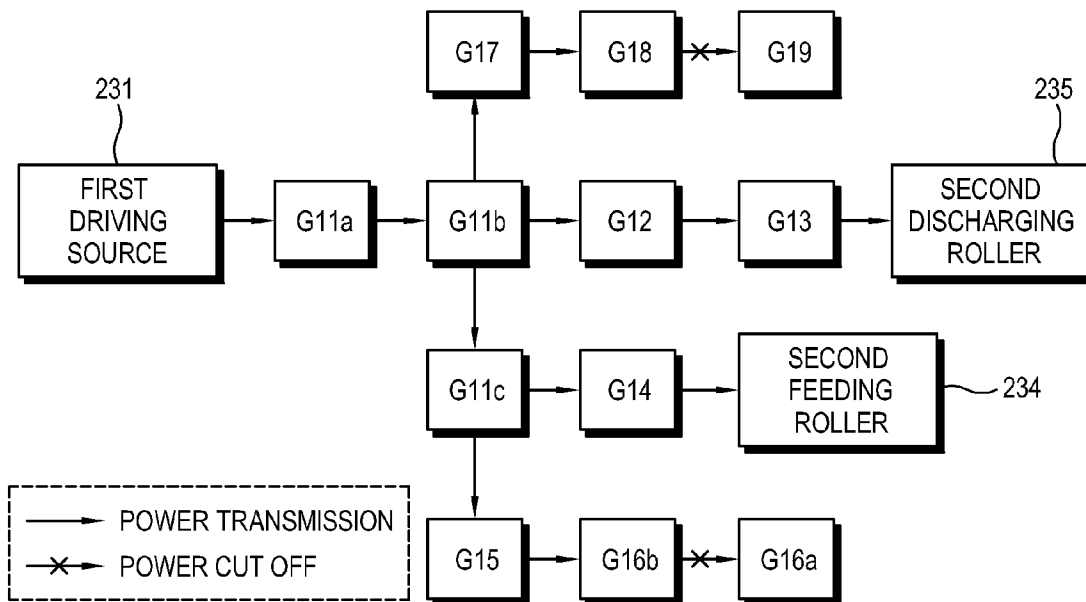 G17
G18
G19
231
235
FIRST
DRIVING
SOURCE
G11a
G11b
G12
G13
SECOND
DISCHARGING
ROLLER
G11c
G14
SECOND
FEEDING
ROLLER
234
POWER TRANSMISSION
POWER CUT OFF
G15
G16b
G16a